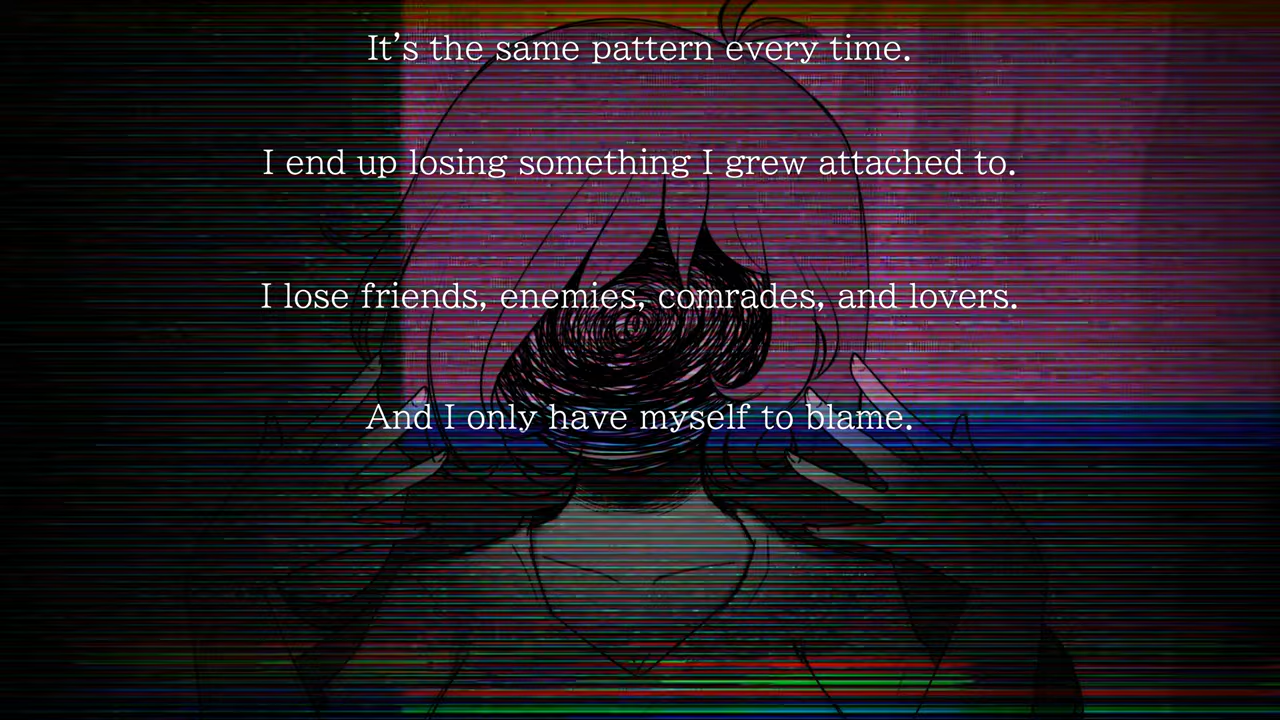 It’s the same pattern every time.
I end up losing something I grew attached to.
I lose friends, enemies, comrades, and lovers.
And I only have myself to blame.